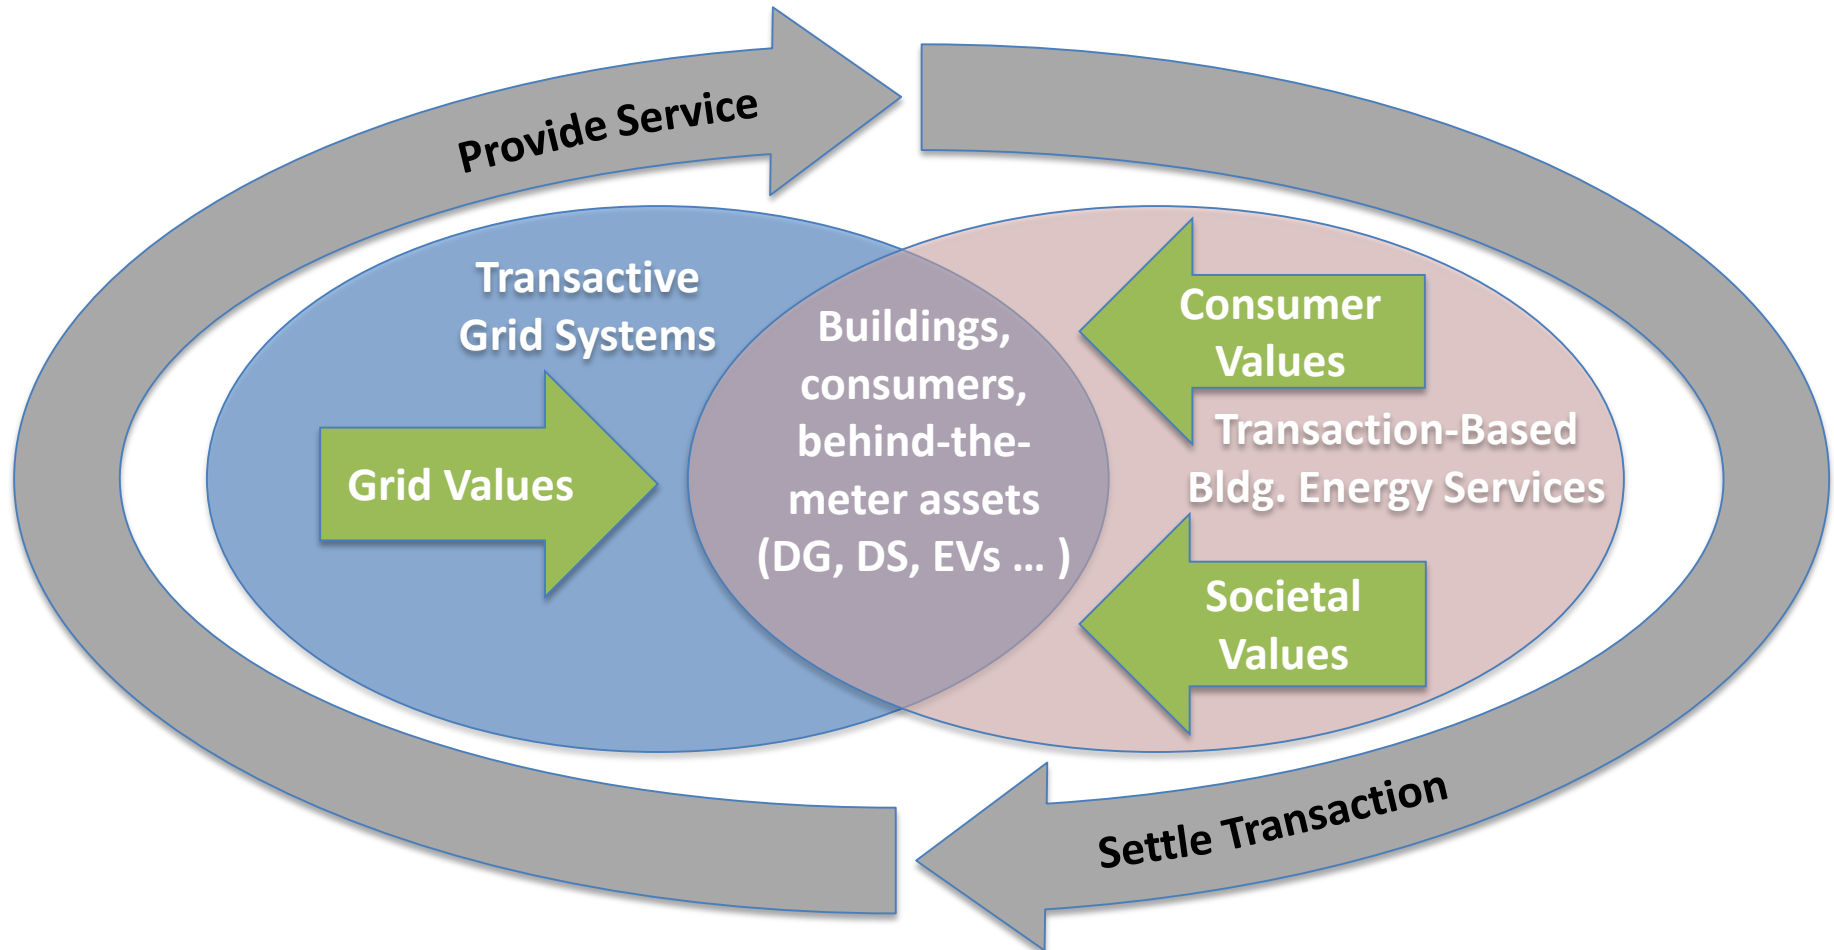 Provide Service
Transactive
Grid Systems
Grid Values
Buildings,
consumers,
behind-the-
meter assets
(DG, DS, EVs ... )
Consumer
Values
Transaction-Based
Bldg. Energy Services
Societal
Values
Settle Transaction